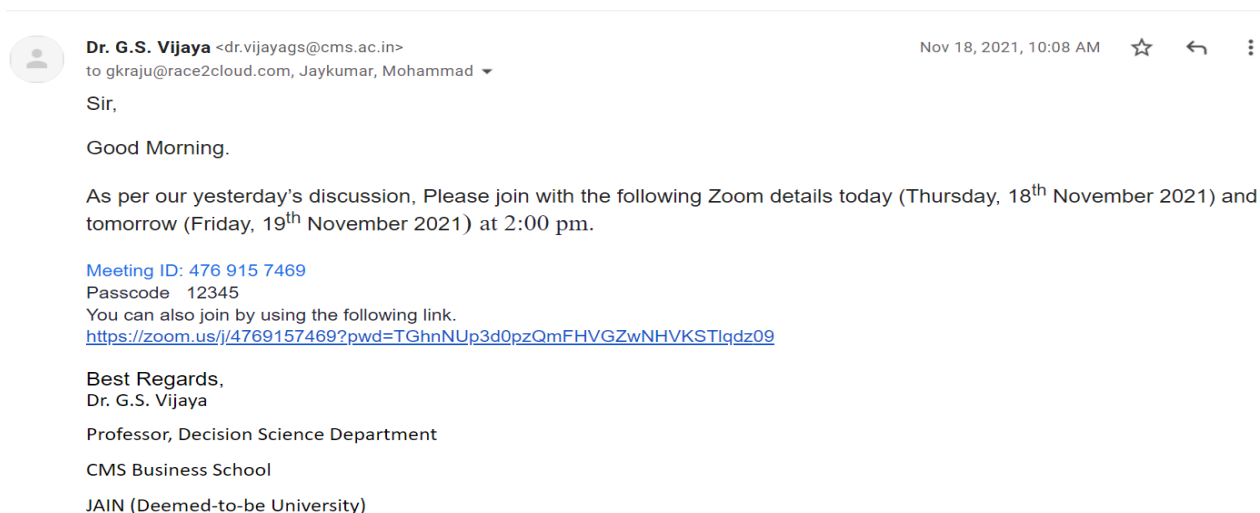 Dr. G.S. Vijaya <dr.vijayags@cms.ac.in> Nov 18, 2021, 10:08 AM
to gkraju@race2cloud.com, Jaykumar, Mohammad
Sir,
Good Morning.
As per our yesterday's discussion, Please join with the following Zoom details today (Thursday, 18th November 2021) and
tomorrow (Friday, 19th November 2021) at 2:00 pm.
Meeting ID: 476 915 7469
Passcode 12345
You can also join by using the following link.
https://zoom.us/j/4769157469?pwd=TGhnNUp3d0pzQmFHVGZwNHVKSTlqdz09
Best Regards,
Dr. G.S. Vijaya
Professor, Decision Science Department
CMS Business School
JAIN (Deemed-to-be University)